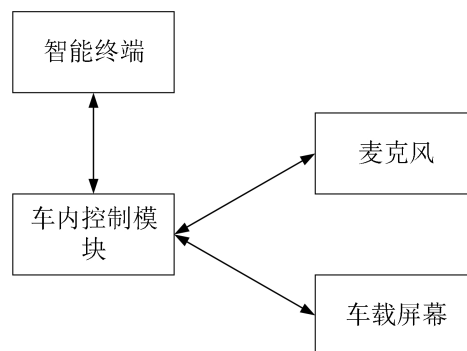 智能终端
麦克风
车内控制模
块
车载屏幕